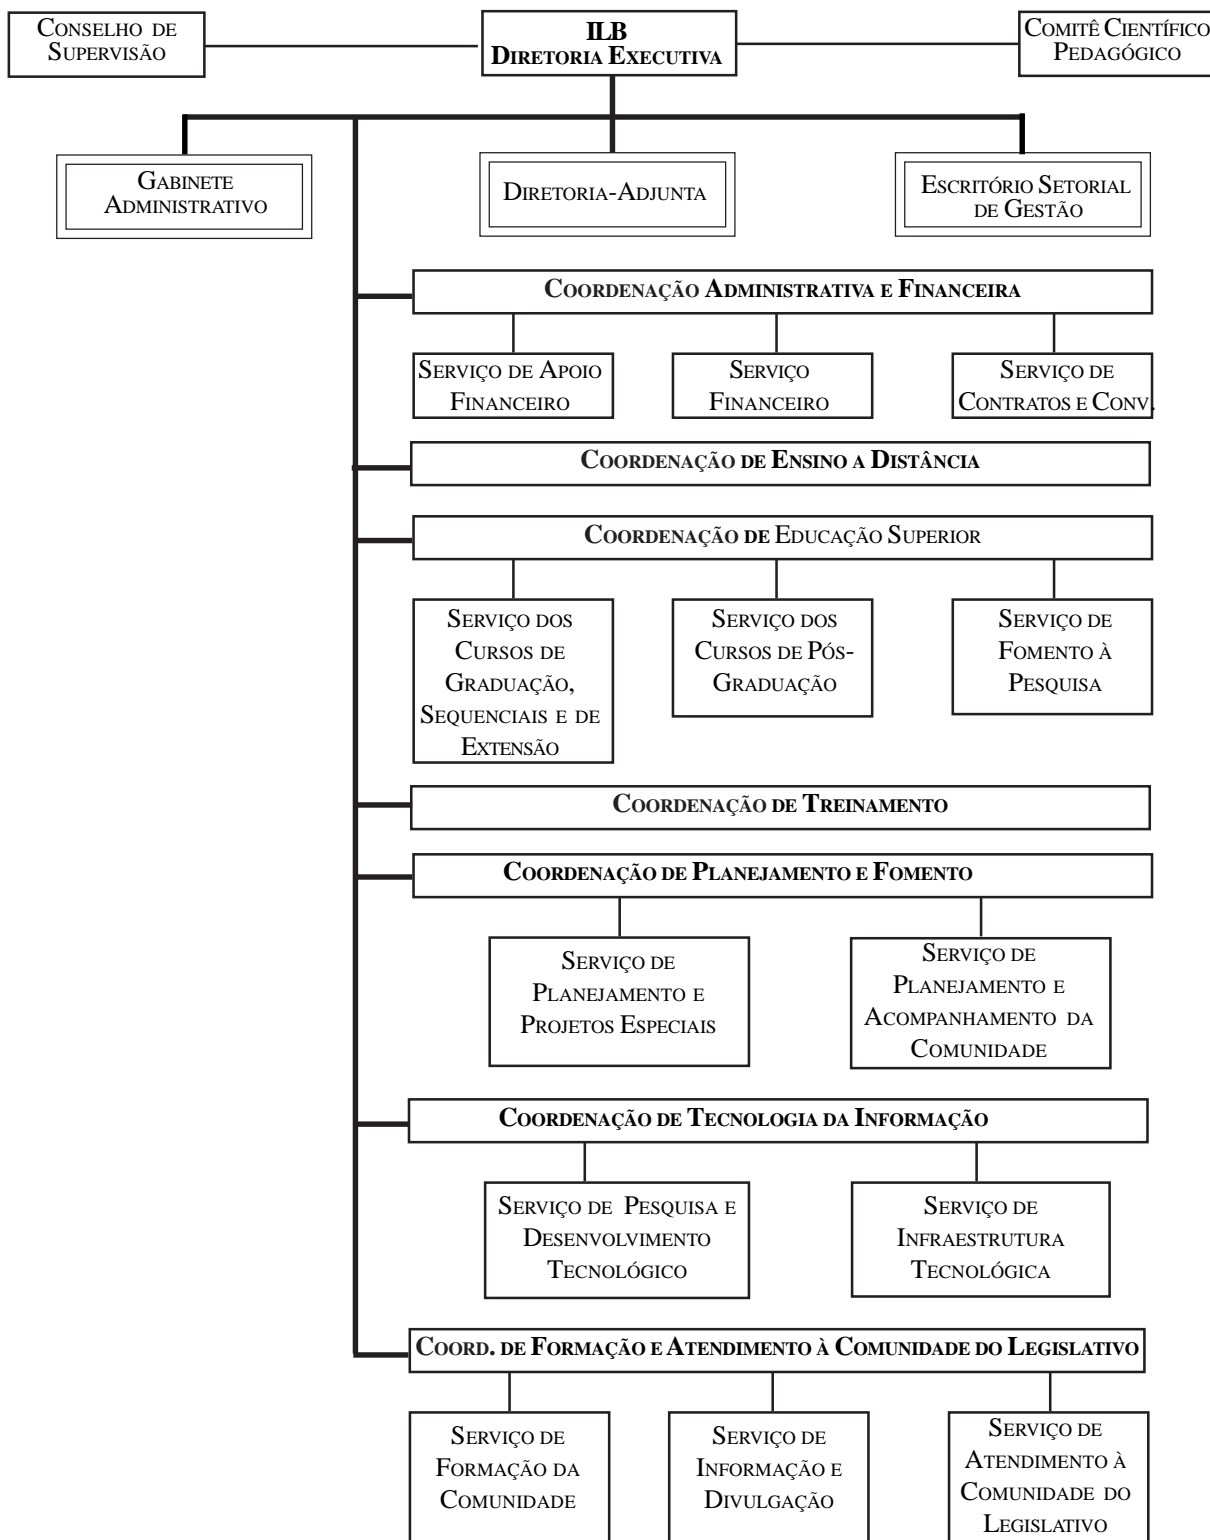 CONSELHO DE
SUPERVISÃO
ILB
DIRETORIA EXECUTIVA
COMITÊ CIENTÍFICO
PEDAGÓGICO
GABINETE
ADMINISTRATIVO
DIRETORIA-ADJUNTA
ESCRITÓRIO SETORIAL
DE GESTÃO
COORDENAÇÃO ADMINISTRATIVA E FINANCEIRA
SERVIÇO DE APOIO
FINANCEIRO
SERVIÇO
FINANCEIRO
SERVIÇO DE
CONTRATOS E CONV.
COORDENAÇÃO DE ENSINO A DISTÂNCIA
COORDENAÇÃO DE EDUCAÇÃO SUPERIOR
SERVIÇO DOS
CURSOS DE
GRADUAÇÃO,
SEQUENCIAIS E DE
EXTENSÃO
SERVIÇO DOS
CURSOS DE PÓS-
GRADUAÇÃO
SERVIÇO DE
FOMENTO À
PESQUISA
COORDENAÇÃO DE TREINAMENTO
COORDENAÇÃO DE PLANEJAMENTO E FOMENTO
SERVIÇO DE
PLANEJAMENTO E
PROJETOS ESPECIAIS
SERVIÇO DE
PLANEJAMENTO E
ACOMPANHAMENTO DA
COMUNIDADE
COORDENAÇÃO DE TECNOLOGIA DA INFORMAÇÃO
SERVIÇO DE PESQUISA E
DESENVOLVIMENTO
TECNOLÓGICO
SERVIÇO DE
INFRAESTRUTURA
TECNOLÓGICA
COORD. DE FORMAÇÃO E ATENDIMENTO À COMUNIDADE DO LEGISLATIVO
SERVIÇO DE
FORMAÇÃO DA
COMUNIDADE
SERVIÇO DE
INFORMAÇÃO E
DIVULGAÇÃO
SERVIÇO DE
ATENDIMENTO À
COMUNIDADE DO
LEGISLATIVO